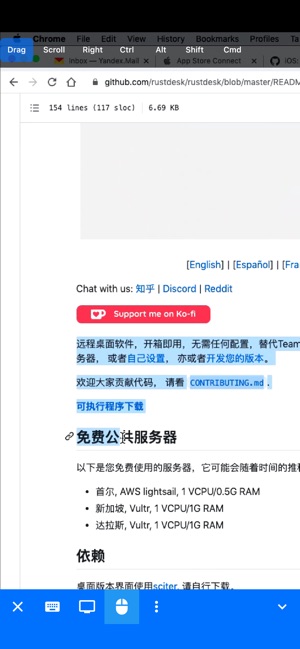 Chrome File Edit View History Bookmarks Profiles
Drag Scroll Right Ctrl Alt Shift Cmd
Inbox — Yandex.Mail App Store Connect iOS
github.com/rustdesk/rustdesk/blob/master/READM
154 lines (117 sloc) 6.69 KB
[English] | [Español] | [Fra
Chat with us: 知乎 | Discord | Reddit
Support me on Ko-fi
远程桌面软件，开箱即用，无需任何配置，替代Team
务器， 或者自己设置， 亦或者开发您的版本。
欢迎大家贡献代码， 请看 CONTRIBUTING.md .
可执行程序下载
免费公共服务器
以下是您免费使用的服务器，它可能会随着时间的推移
首尔, AWS lightsail, 1 VCPU/0.5G RAM
新加坡, Vultr, 1 VCPU/1G RAM
达拉斯, Vultr, 1 VCPU/1G RAM
依赖
桌面版本界面使用sciter, 请自行下载。